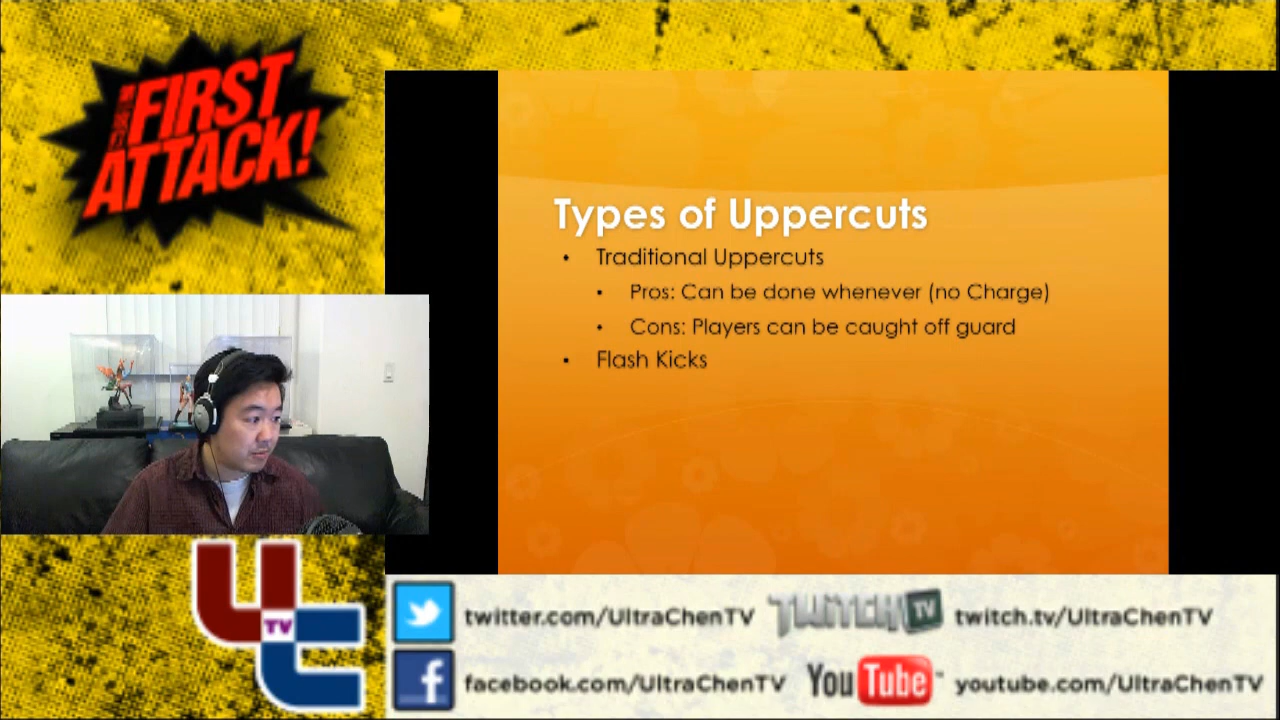 FIRST
ATTACK!
Types of Uppercuts
• Traditional Uppercuts
• Pros: Can be done whenever (no Charge)
• Cons: Players can be caught off guard
• Flash Kicks
UC
TV
twitter.com/UltraChenTV
TWITCH TV
twitch.tv/UltraChenTV
f
facebook.com/UltraChenTV
YouTube
youtube.com/UltraChenTV